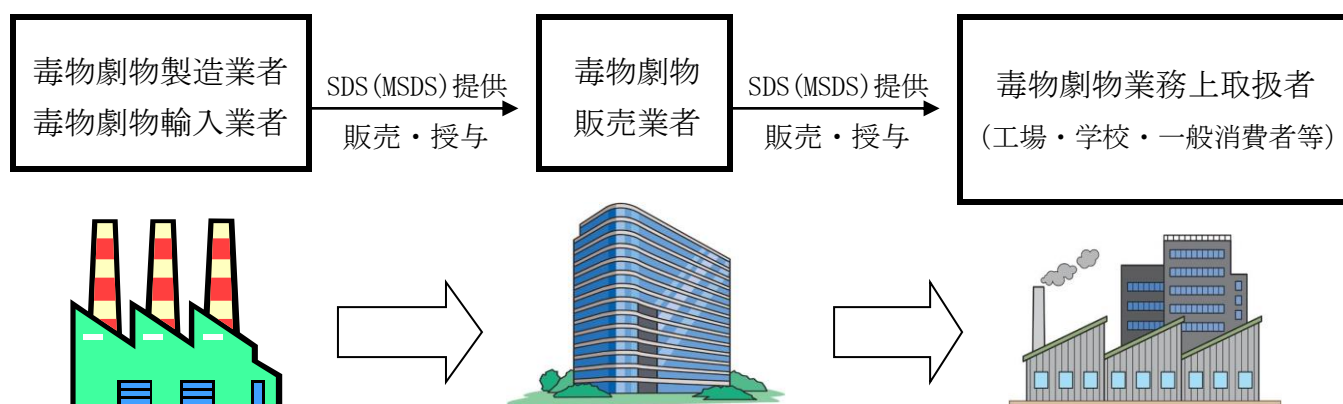 毒物劇物製造業者
毒物劇物輸入業者
SDS(MSDS)提供
販売・授与
毒物劇物
販売業者
SDS(MSDS)提供
販売・授与
毒物劇物業務上取扱者
(工場・学校・一般消費者等)